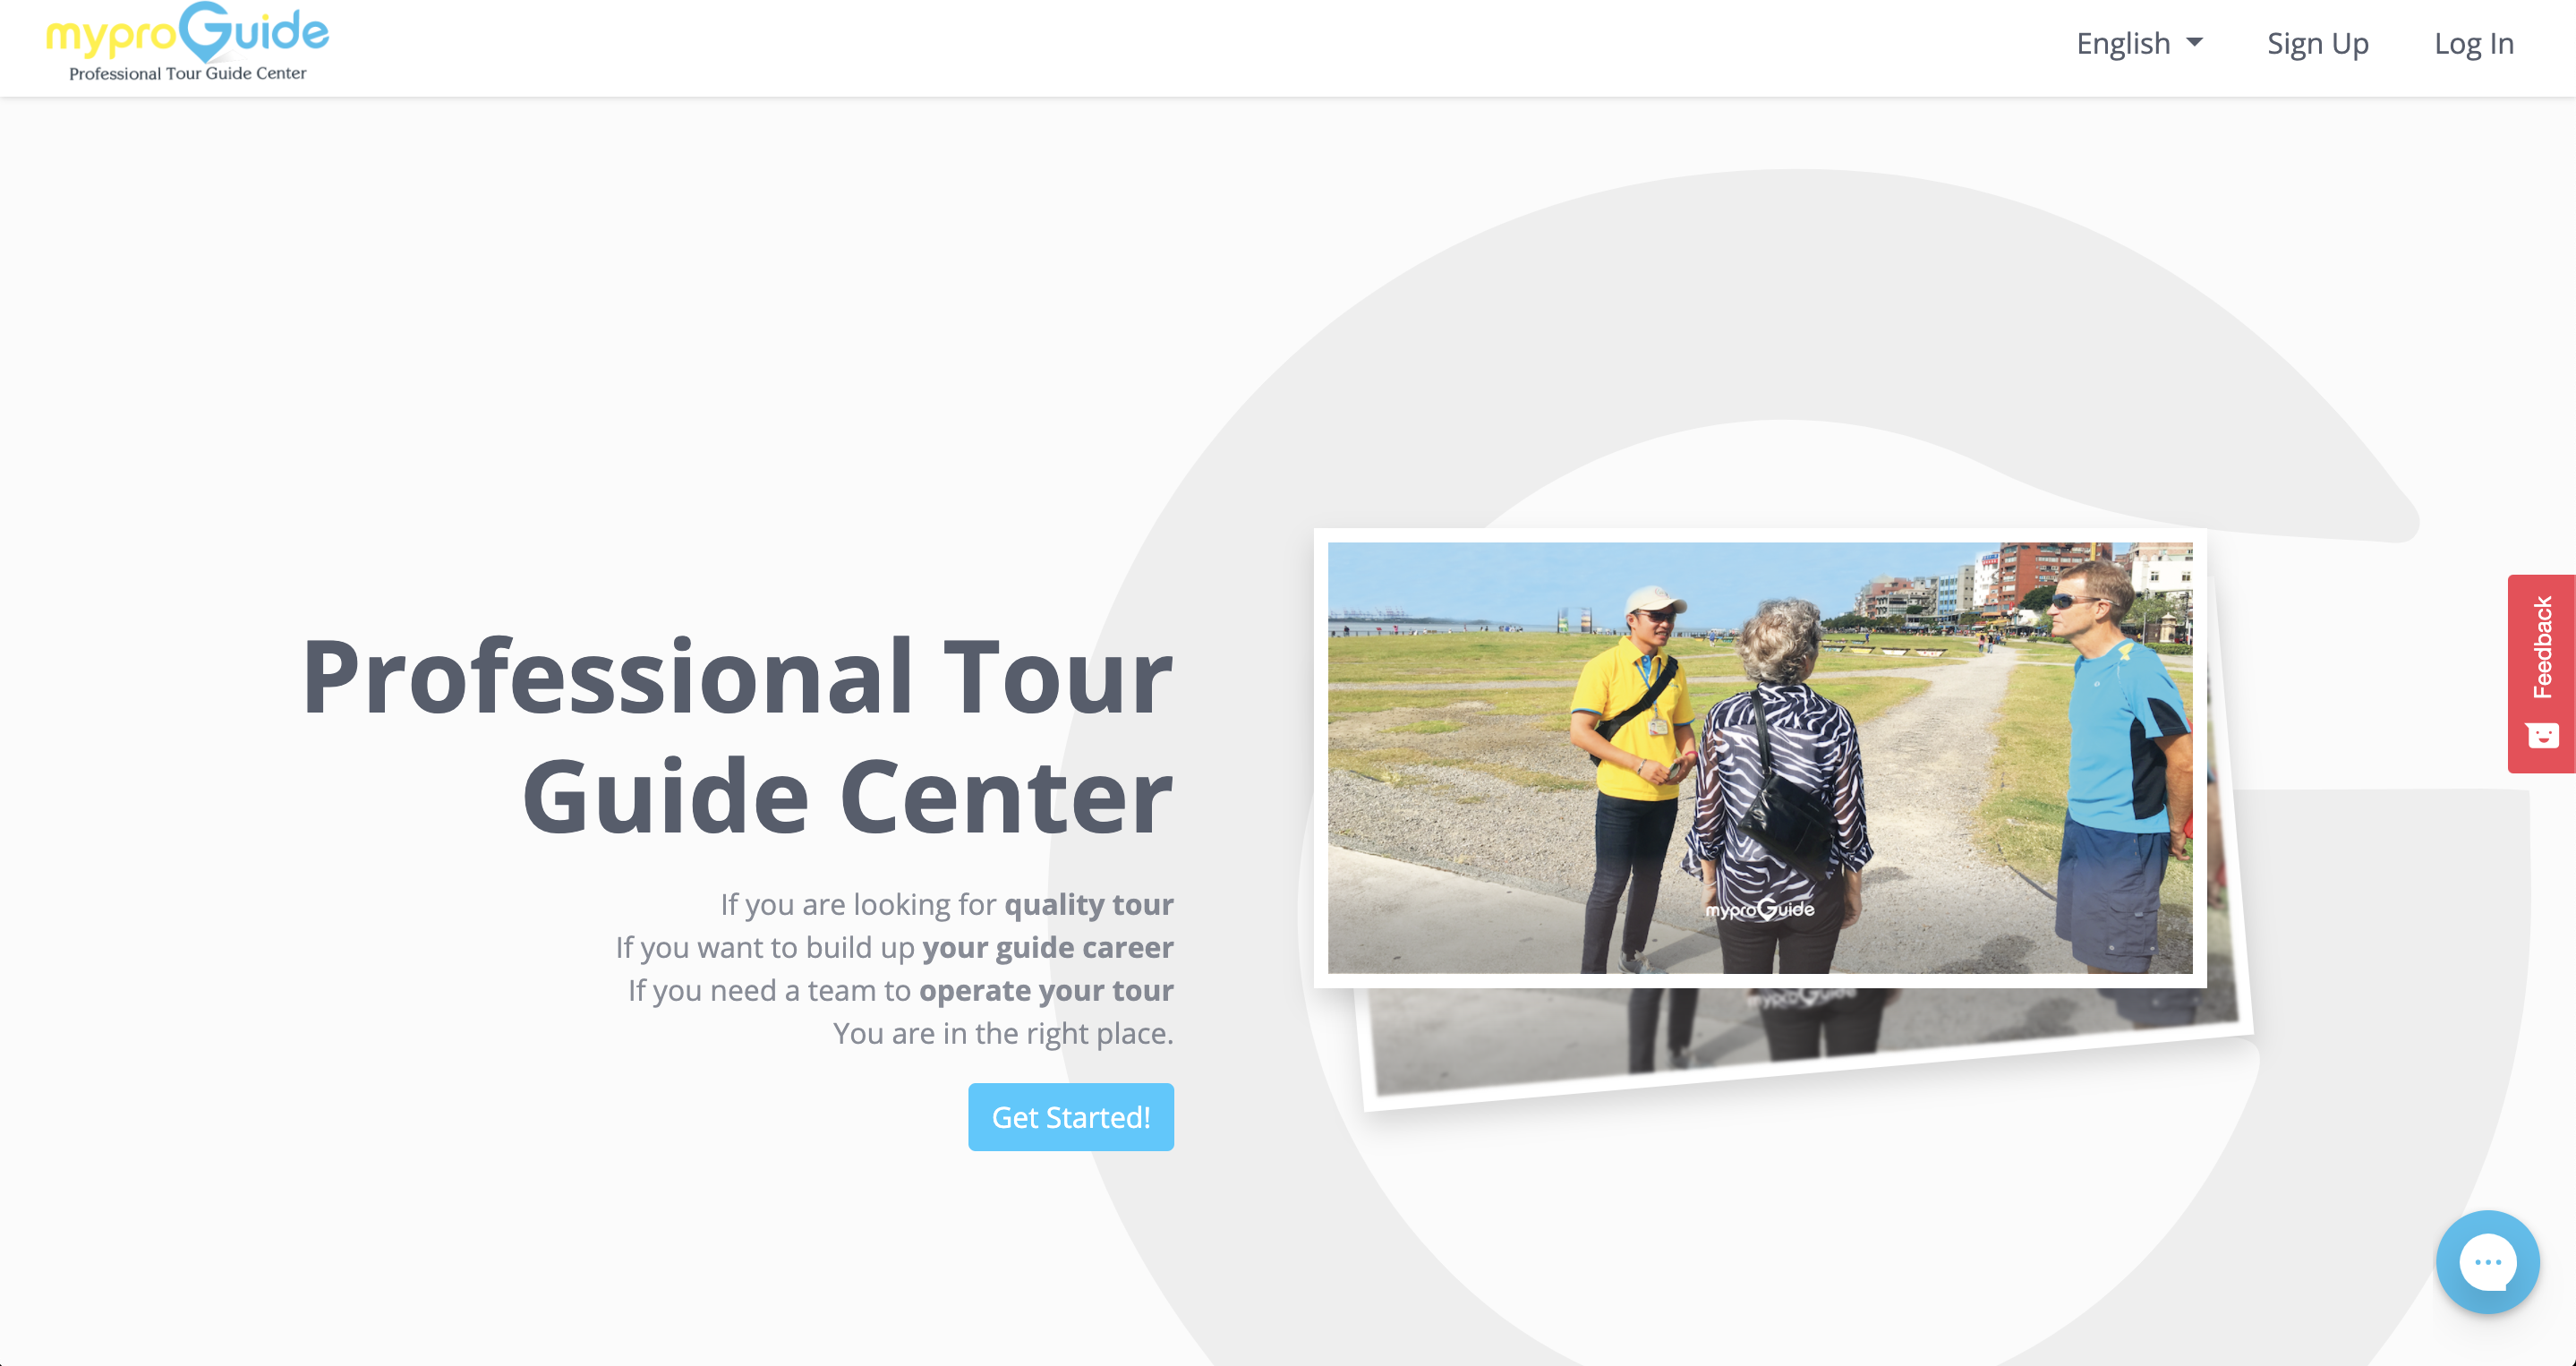 myproGuide
Professional Tour Guide Center
English
Sign Up
Log In
Professional Tour
Guide Center
If you are looking for quality tour
If you want to build up your guide career
If you need a team to operate your tour
You are in the right place.
Get Started!
myproGuide
myproGuide
Feedback